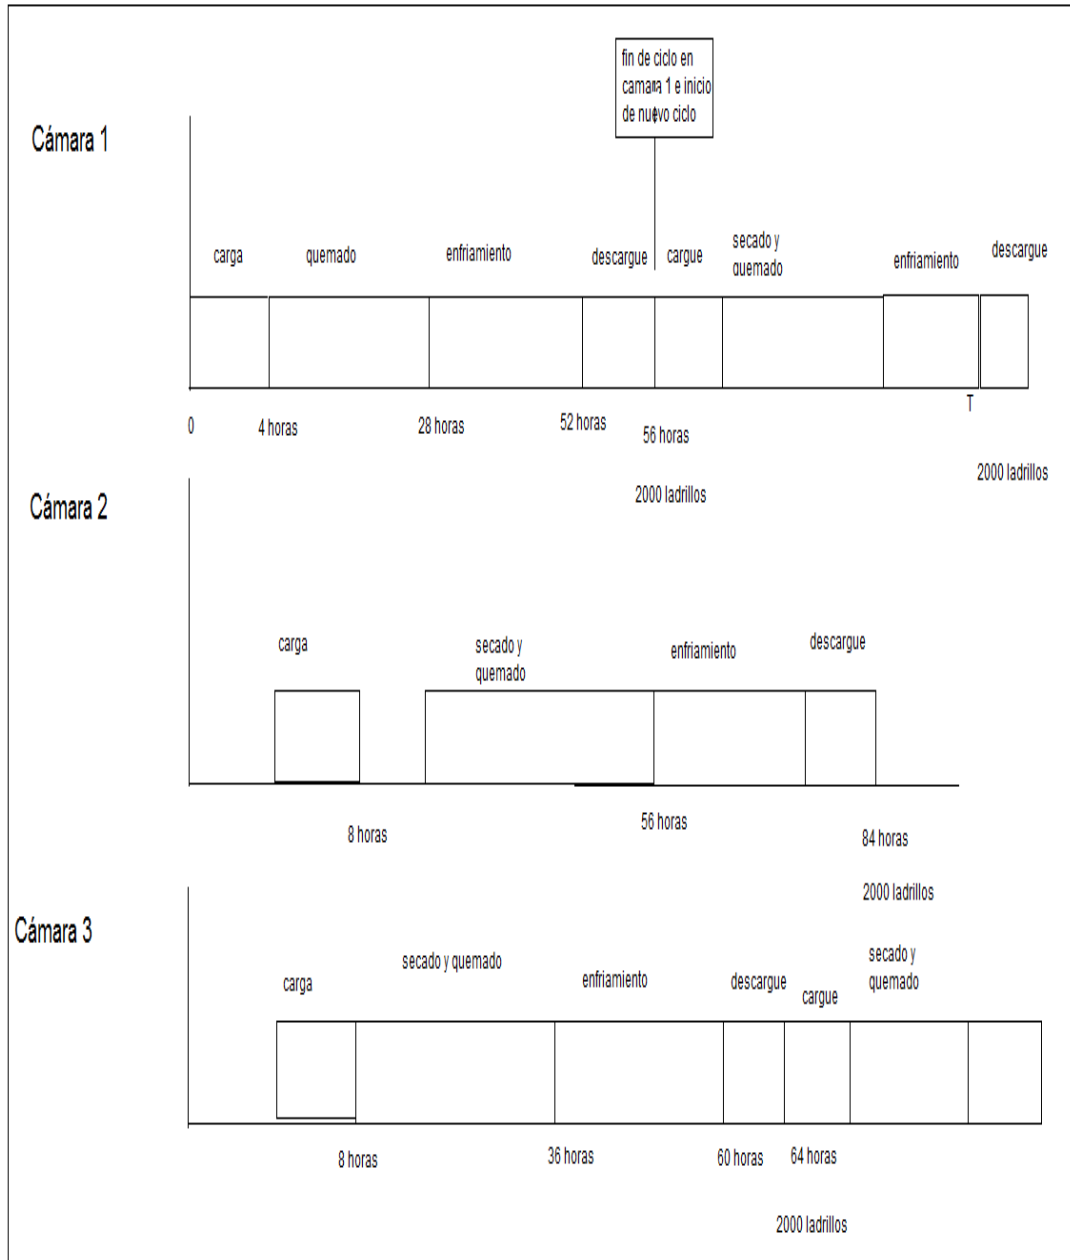 fin de ciclo en
camara 1 e inicio
de nuevo ciclo
Cámara 1
carga
quemado
enfriamiento
descargue
cargue
secado y
quemado
enfriamiento
descargue
0
4 horas
28 horas
52 horas
56 horas
T
2000 ladrillos
2000 ladrillos
Cámara 2
carga
secado y
quemado
enfriamiento
descargue
8 horas
56 horas
84 horas
2000 ladrillos
Cámara 3
carga
secado y quemado
enfriamiento
descargue
cargue
secado y
quemado
8 horas
36 horas
60 horas
64 horas
2000 ladrillos